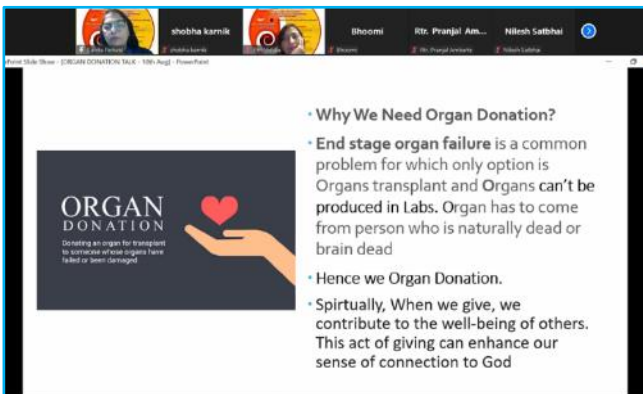 shobha karnik
Bhoomi
Rtr. Pranjal Am...
Nilesh Satbhai
shobha karnik
Bhoomi
Nilesh Satbhai
Point Slide Show - [ORGAN DONATION TALK - 10th Aug] - PowerPoint
• Why We Need Organ Donation?
• End stage organ failure is a common
problem for which only option is
Organs transplant and Organs can't be
produced in Labs. Organ has to come
from person who is naturally dead or
brain dead
• Hence we Organ Donation.
• Spirtually, When we give, we
contribute to the well-being of others.
This act of giving can enhance our
sense of connection to God
ORGAN
DONATION
Donating an organ for transplant
to someone whose organs have
failed or been damaged